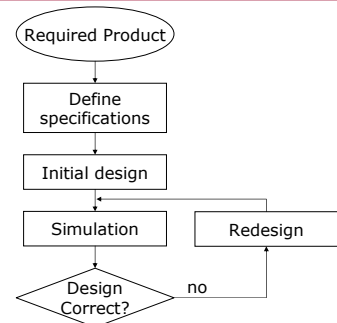 Required Product
Define
specifications
Initial design
Simulation
Redesign
Design
Correct?
no